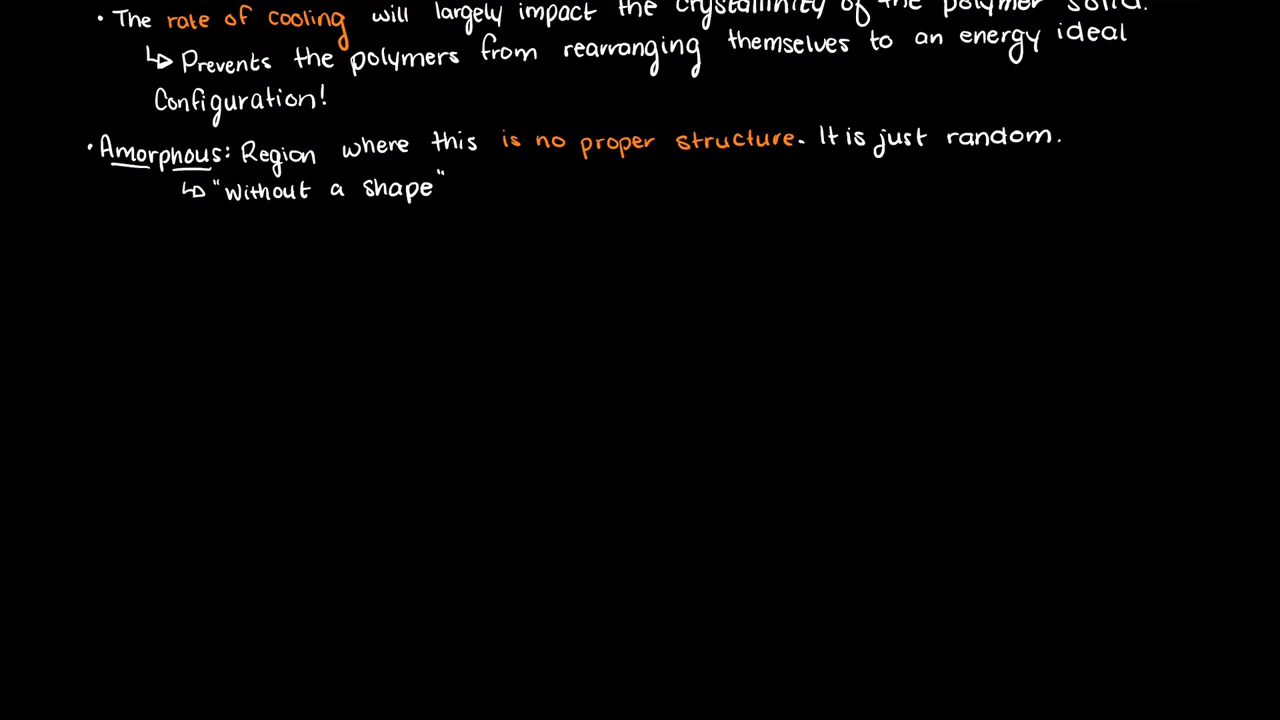 • The rate of cooling will largely impact the crystallinity of the polymer solid.
↳ Prevents the polymers from rearranging themselves to an energy ideal
Configuration!
• Amorphous: Region where this is no proper structure. It is just random.
↳ "without a shape"